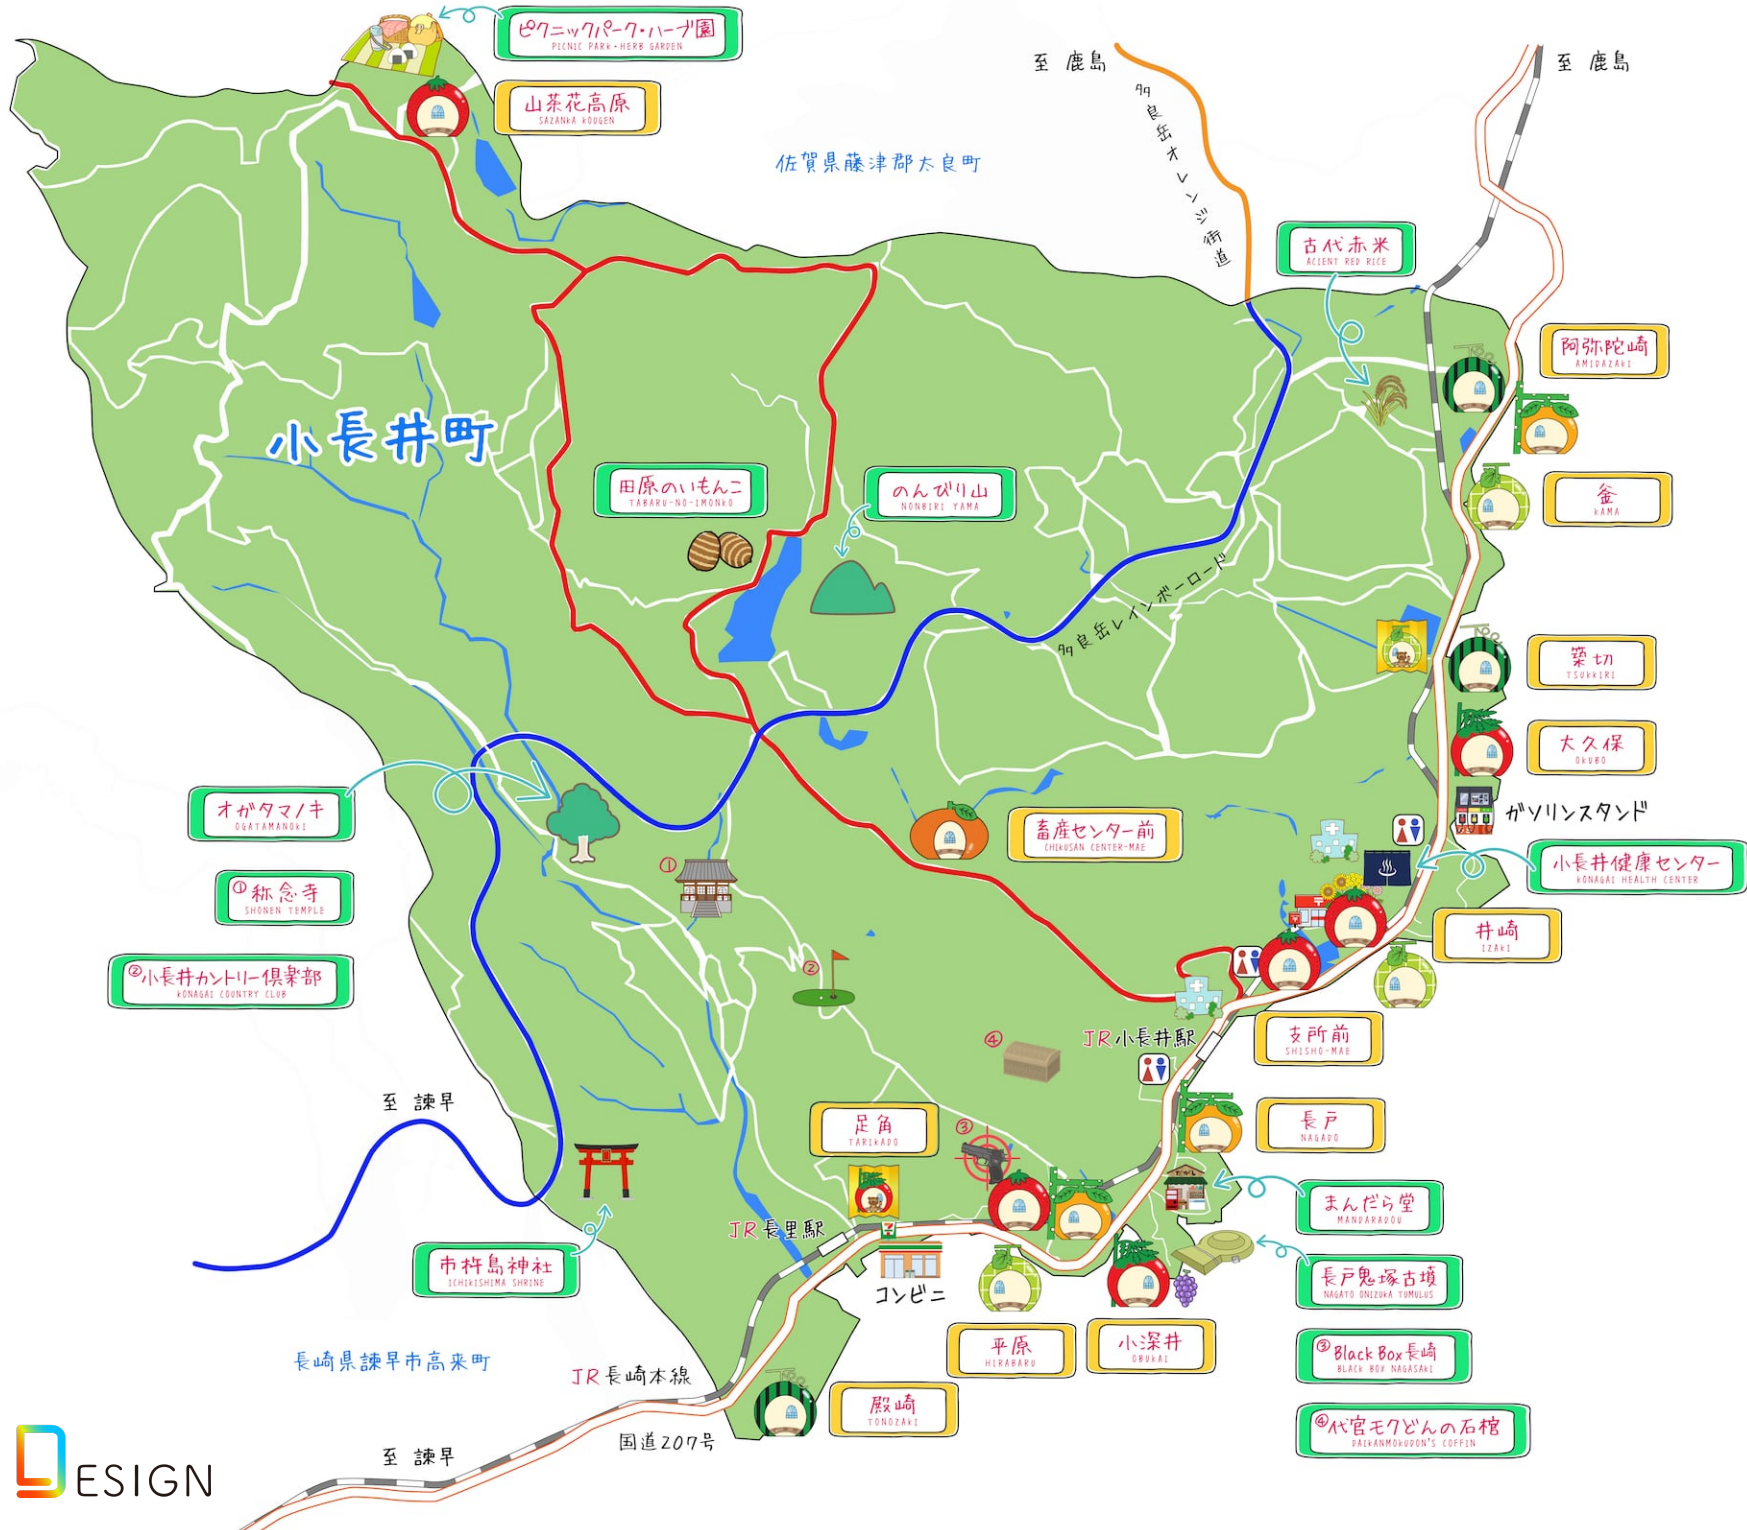 ピクニックパーク・ハーブ園
PICNIC PARK・HERB GARDEN
山茶花高原
SAZANKA KOUGEN
至 鹿島
多良岳オレンジ街道
至 鹿島
佐賀県藤津郡太良町
古代赤米
ACIENT RED RICE
阿弥陀崎
AMIDAZAKI
小長井町
田原のいもんこ
TABARU-NO-IMONKO
のんびり山
NONBIRI YAMA
釜
KAMA
多良岳レインボーロード
築切
TSUKKIRI
大久保
OKUBO
ガソリンスタンド
オガタマノキ
OGATAMANOKI
①
畜産センター前
CHIKUSAN CENTER-MAE
小長井健康センター
KONAGAI HEALTH CENTER
①称念寺
SHONEN TEMPLE
井崎
IZAKI
②小長井カントリー倶楽部
KONAGAI COUNTRY CLUB
②
④
JR小長井駅
支所前
SHISHO-MAE
至 諫早
足角
TARIKADO
③
長戸
NAGADO
まんだら堂
MANDARADOU
JR長里駅
7
市杵島神社
ICHIKISHIMA SHRINE
コンビニ
長戸鬼塚古墳
NAGATO ONIZUKA TUMULUS
平原
HIRABARU
小深井
OBUKAI
③Black Box長崎
BLACK BOX NAGASAKI
長崎県諫早市高来町
JR長崎本線
殿崎
TONOZAKI
④代官モクどんの石棺
DAIKANMOKUDON'S COFFIN
国道207号
至 諫早
DESIGN